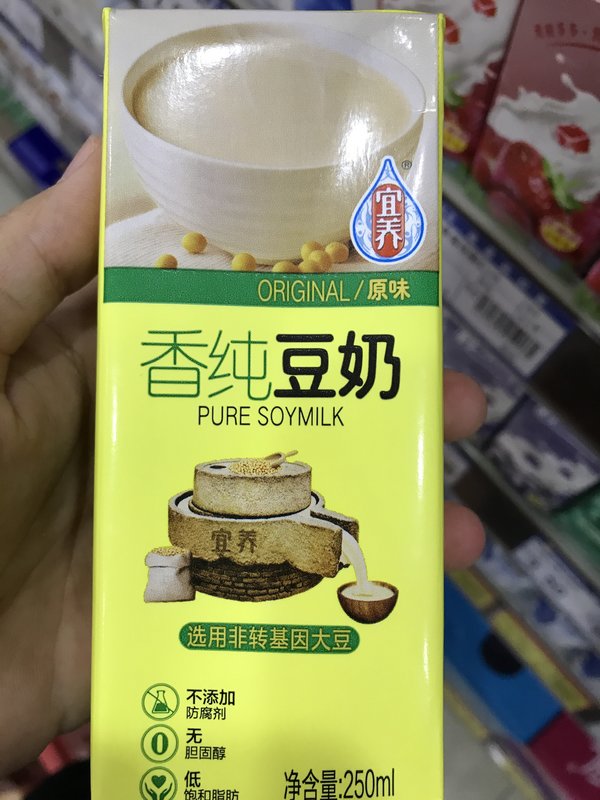 宜养
®
ORIGINAL/原味
香纯豆奶
PURE SOYMILK
宜养
选用非转基因大豆
不添加
防腐剂
无
胆固醇
0
低
饱和脂肪
净含量:250ml